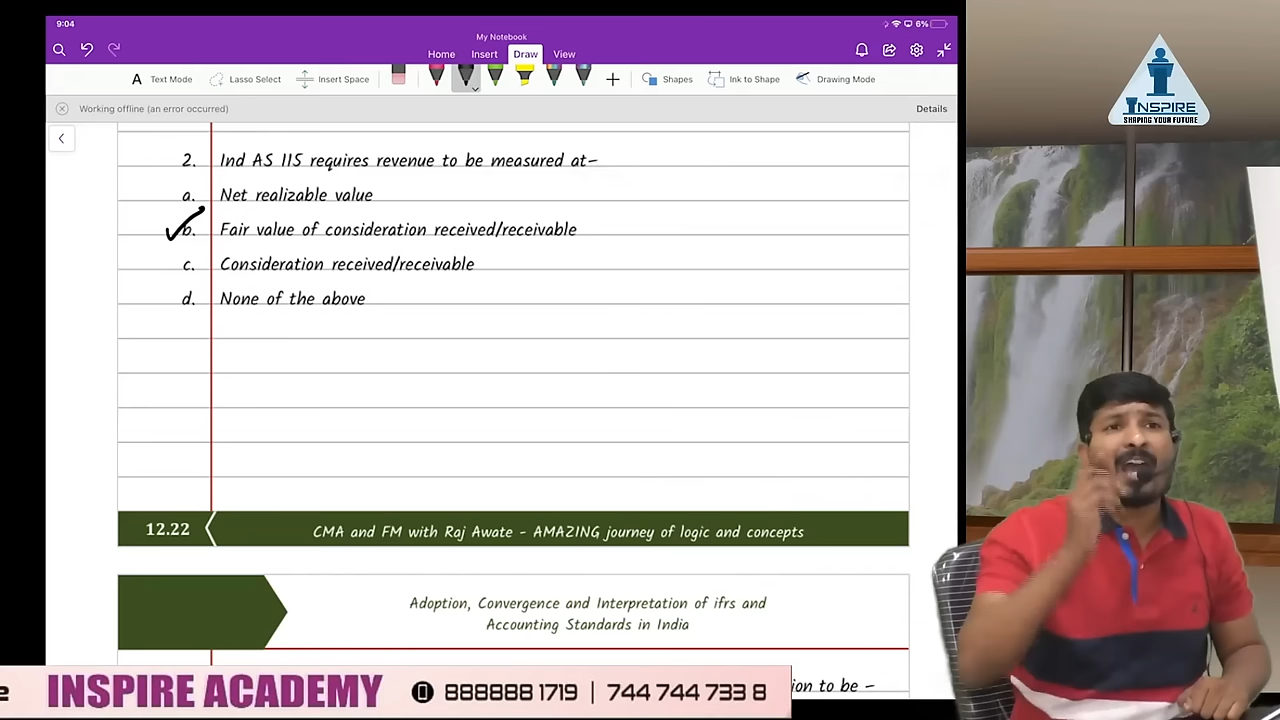 9:04
6%
My Notebook
Home Insert Draw View
A Text Mode Lasso Select Insert Space Shapes Ink to Shape Drawing Mode
Working offline (an error occurred) Details
2. Ind AS 115 requires revenue to be measured at-
a. Net realizable value
b. Fair value of consideration received/receivable
c. Consideration received/receivable
d. None of the above
12.22 CMA and FM with Raj Awate - AMAZING journey of logic and concepts
Adoption, Convergence and Interpretation of ifrs and
Accounting Standards in India
to be -
INSPIRE ACADEMY 888888 1719 | 744 744 733 8
INSPIRE
SHAPING YOUR FUTURE